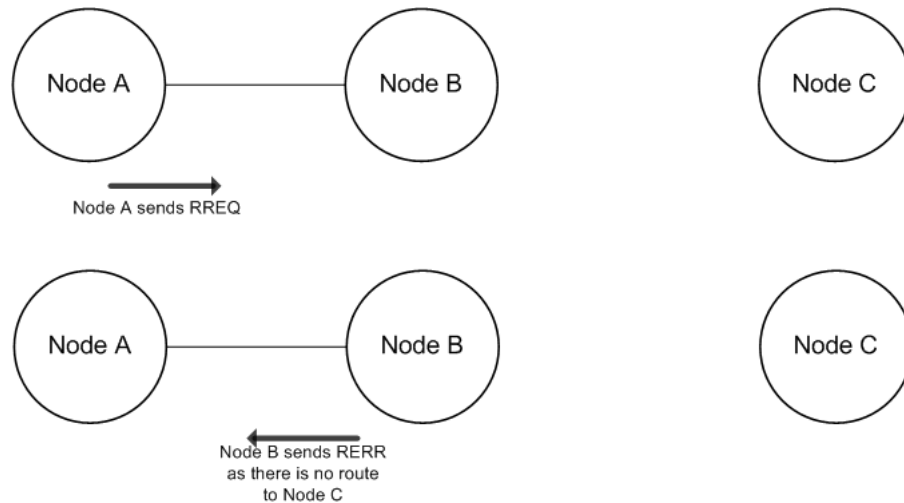 Node A
Node B
Node C
Node A sends RREQ
Node A
Node B
Node C
Node B sends RERR
as there is no route
to Node C